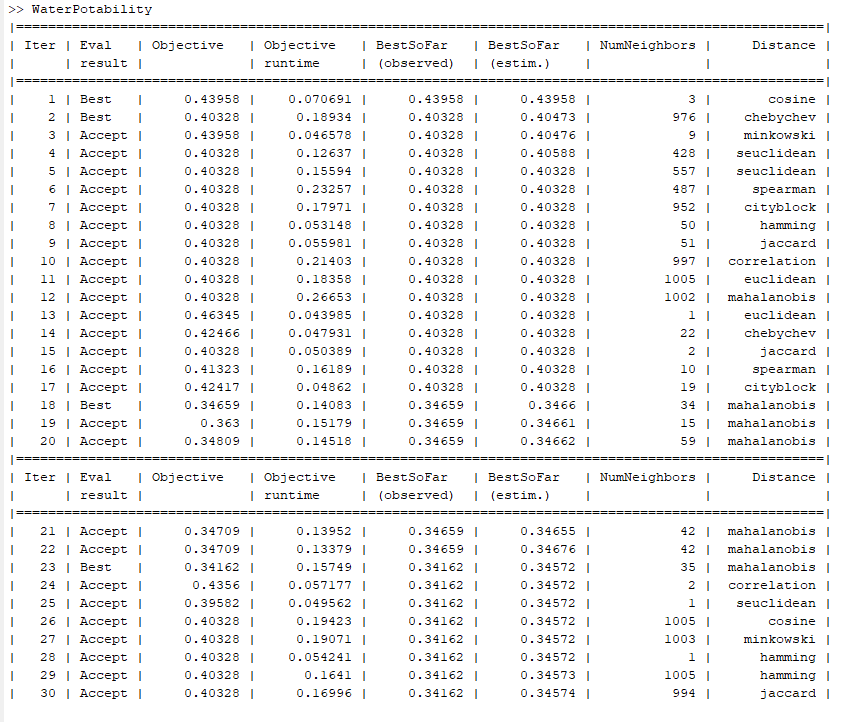 >> WaterPotability
|=====================================================================================================|
| Iter | Eval | Objective | Objective | BestSoFar | BestSoFar | NumNeighbors | Distance |
| | result | | runtime | (observed) | (estim.) | | |
|=====================================================================================================|
| 1 | Best | 0.43958 | 0.070691 | 0.43958 | 0.43958 | 3 | cosine |
| 2 | Best | 0.40328 | 0.18934 | 0.40328 | 0.40473 | 976 | chebychev |
| 3 | Accept | 0.43958 | 0.046578 | 0.40328 | 0.40476 | 9 | minkowski |
| 4 | Accept | 0.40328 | 0.12637 | 0.40328 | 0.40588 | 428 | seuclidean |
| 5 | Accept | 0.40328 | 0.15594 | 0.40328 | 0.40328 | 557 | seuclidean |
| 6 | Accept | 0.40328 | 0.23257 | 0.40328 | 0.40328 | 487 | spearman |
| 7 | Accept | 0.40328 | 0.17971 | 0.40328 | 0.40328 | 952 | cityblock |
| 8 | Accept | 0.40328 | 0.053148 | 0.40328 | 0.40328 | 50 | hamming |
| 9 | Accept | 0.40328 | 0.055981 | 0.40328 | 0.40328 | 51 | jaccard |
| 10 | Accept | 0.40328 | 0.21403 | 0.40328 | 0.40328 | 997 | correlation |
| 11 | Accept | 0.40328 | 0.18358 | 0.40328 | 0.40328 | 1005 | euclidean |
| 12 | Accept | 0.40328 | 0.26653 | 0.40328 | 0.40328 | 1002 | mahalanobis |
| 13 | Accept | 0.46345 | 0.043985 | 0.40328 | 0.40328 | 1 | euclidean |
| 14 | Accept | 0.42466 | 0.047931 | 0.40328 | 0.40328 | 22 | chebychev |
| 15 | Accept | 0.40328 | 0.050389 | 0.40328 | 0.40328 | 2 | jaccard |
| 16 | Accept | 0.41323 | 0.16189 | 0.40328 | 0.40328 | 10 | spearman |
| 17 | Accept | 0.42417 | 0.04862 | 0.40328 | 0.40328 | 19 | cityblock |
| 18 | Best | 0.34659 | 0.14083 | 0.34659 | 0.3466 | 34 | mahalanobis |
| 19 | Accept | 0.363 | 0.15179 | 0.34659 | 0.34661 | 15 | mahalanobis |
| 20 | Accept | 0.34809 | 0.14518 | 0.34659 | 0.34662 | 59 | mahalanobis |
|=====================================================================================================|
| Iter | Eval | Objective | Objective | BestSoFar | BestSoFar | NumNeighbors | Distance |
| | result | | runtime | (observed) | (estim.) | | |
|=====================================================================================================|
| 21 | Accept | 0.34709 | 0.13952 | 0.34659 | 0.34655 | 42 | mahalanobis |
| 22 | Accept | 0.34709 | 0.13379 | 0.34659 | 0.34676 | 42 | mahalanobis |
| 23 | Best | 0.34162 | 0.15749 | 0.34162 | 0.34572 | 35 | mahalanobis |
| 24 | Accept | 0.4356 | 0.057177 | 0.34162 | 0.34572 | 2 | correlation |
| 25 | Accept | 0.39582 | 0.049562 | 0.34162 | 0.34572 | 1 | seuclidean |
| 26 | Accept | 0.40328 | 0.19423 | 0.34162 | 0.34572 | 1005 | cosine |
| 27 | Accept | 0.40328 | 0.19071 | 0.34162 | 0.34572 | 1003 | minkowski |
| 28 | Accept | 0.40328 | 0.054241 | 0.34162 | 0.34572 | 1 | hamming |
| 29 | Accept | 0.40328 | 0.1641 | 0.34162 | 0.34573 | 1005 | hamming |
| 30 | Accept | 0.40328 | 0.16996 | 0.34162 | 0.34574 | 994 | jaccard |